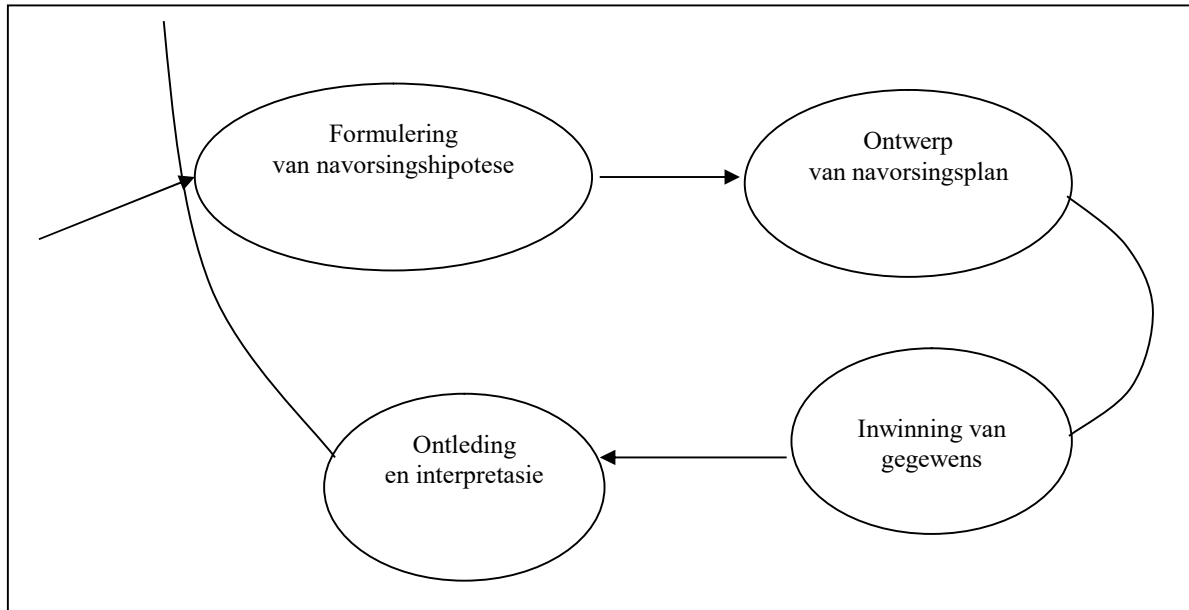 Formulering
van navorsingshipotese
Ontwerp
van navorsingsplan
Inwinning van
gegewens
Ontleding
en interpretasie